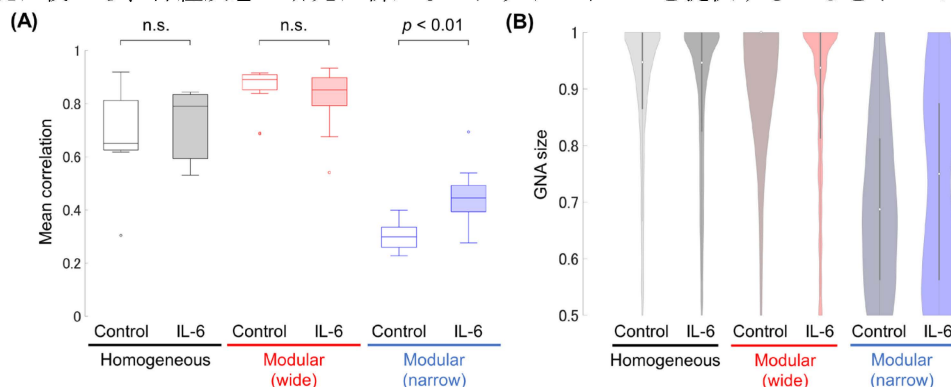 (A)
n.s.
n.s.
p < 0.01
Mean correlation
1
0.8
0.6
0.4
0.2
0
Control IL-6 Control IL-6 Control IL-6
Homogeneous Modular (wide) Modular (narrow)
(B)
GNA size
1
0.9
0.8
0.7
0.6
0.5
Control IL-6 Control IL-6 Control IL-6
Homogeneous Modular (wide) Modular (narrow)